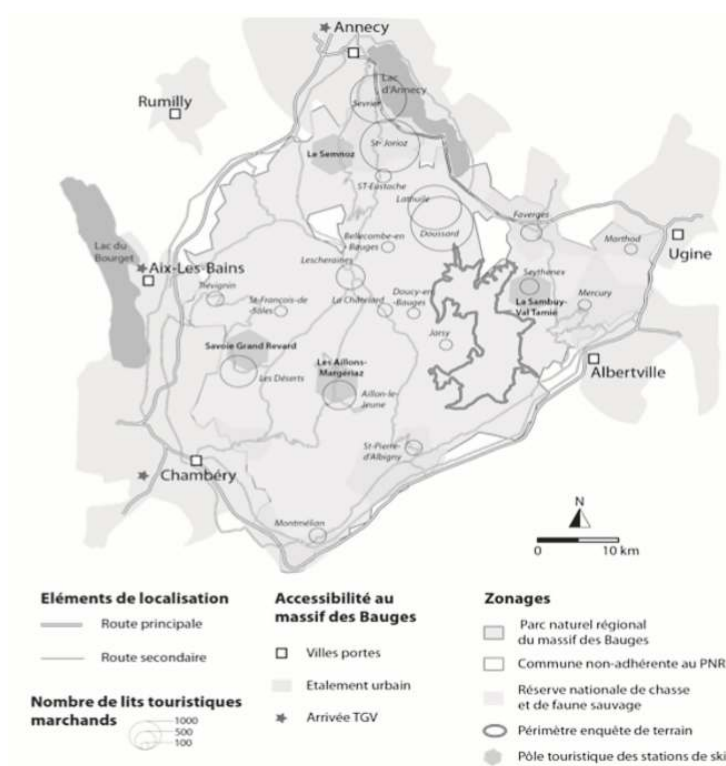 Annecy
Lac
d'Annecy
Sevrier
Rumilly
St-Jorioz
Le Semnoz
ST-Eustache
Lathuile
Doussard
Faverges
Marthod
Ugine
Bellecombe-en
-Bauges
Lac du
Bourget
Aix-Les-Bains
Lescheraines
Trévignin
St-François-de
-Sales
La Châtelard
Doucy-en
-Bauges
Seythenex
La Sambuy-
Val Tamié
Mercury
Jarsy
Savoie Grand Revard
Les Déserts
Les Aillons-
Margériaz
Aillon-le-
Jeune
Albertville
St-Pierre-
d'Albigny
Chambéry
Montmélian
N
0 10 km
Eléments de localisation
Route principale
Route secondaire
Nombre de lits touristiques
marchands
1000
500
100
Accessibilité au
massif des Bauges
Villes portes
Etalement urbain
Arrivée TGV
Zonages
Parc naturel régional
du massif des Bauges
Commune non-adhérente au PNR
Réserve nationale de chasse
et de faune sauvage
Périmètre enquête de terrain
Pôle touristique des stations de ski